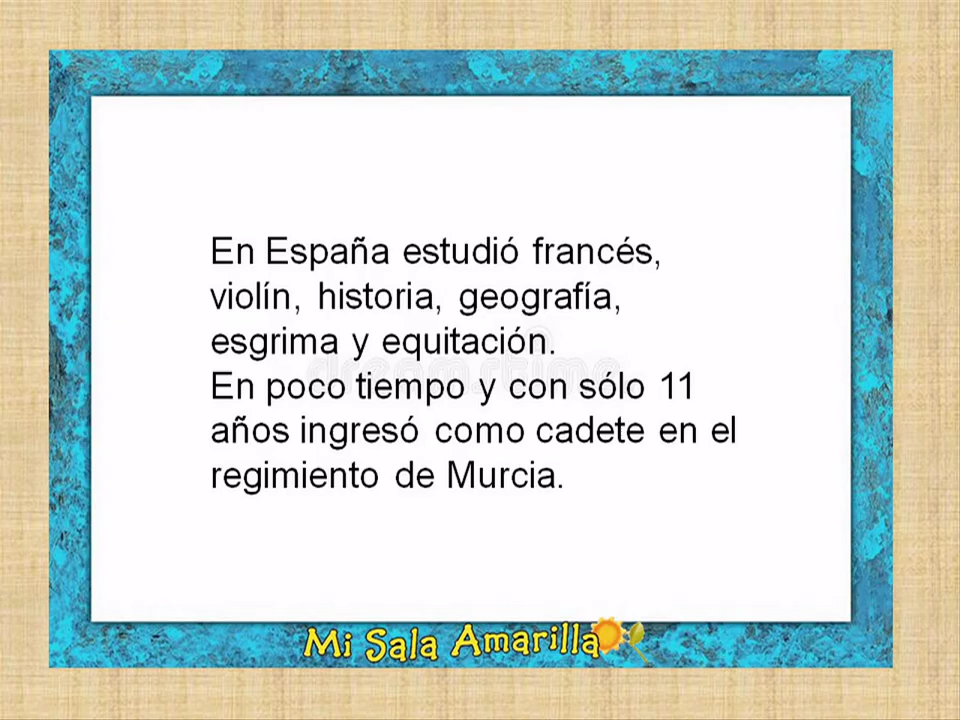 En España estudió francés,
violín, historia, geografía,
esgrima y equitación.
En poco tiempo y con sólo 11
años ingresó como cadete en el
regimiento de Murcia.
Mi Sala Amarilla